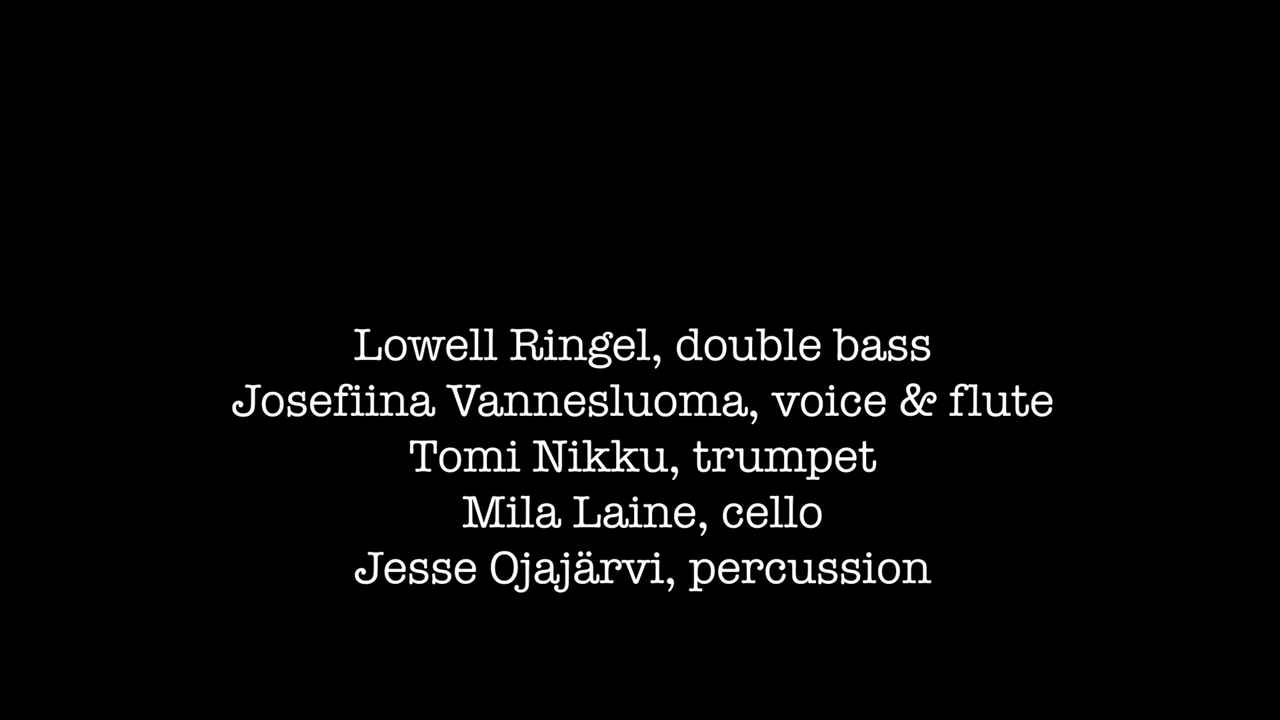 Lowell Ringel, double bass
Josefiina Vannesluoma, voice & flute
Tomi Nikku, trumpet
Mila Laine, cello
Jesse Ojajärvi, percussion